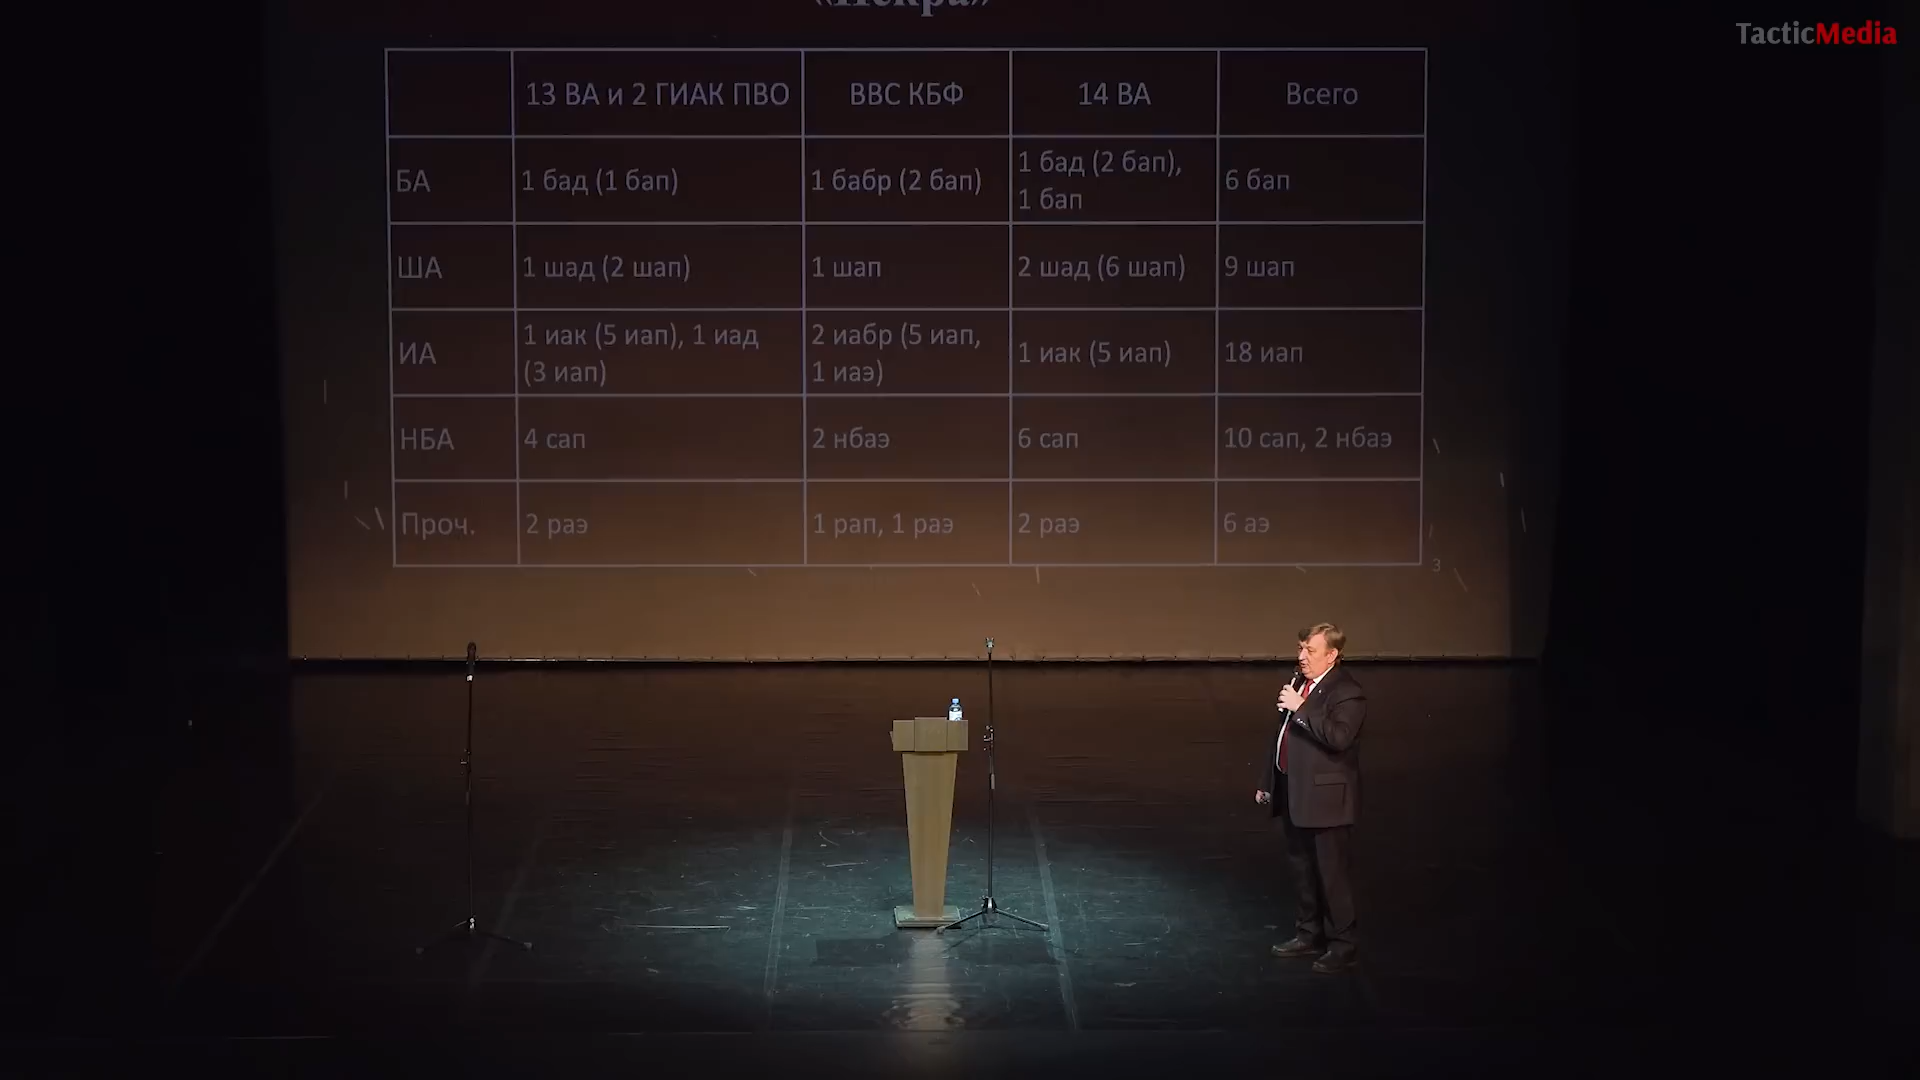 «Искра»
TacticMedia
13 ВА и 2 ГИАК ПВО
ВВС КБФ
14 ВА
Всего
БА
1 бад (1 бап)
1 бабр (2 бап)
1 бад (2 бап),
1 бап
6 бап
ША
1 шад (2 шап)
1 шап
2 шад (6 шап)
9 шап
ИА
1 иак (5 иап), 1 иад
(3 иап)
2 иабр (5 иап,
1 иаэ)
1 иак (5 иап)
18 иап
НБА
4 сап
2 нбаэ
6 сап
10 сап, 2 нбаэ
Проч.
2 раэ
1 рап, 1 раэ
2 раэ
6 аэ
3